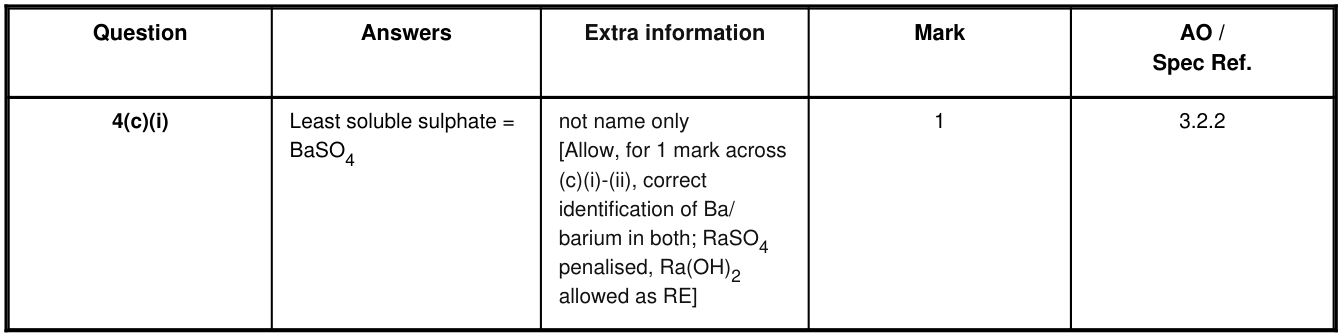 Question Answers Extra information Mark AO /
Spec Ref.
4(c)(i) Least soluble sulphate = not name only 1 3.2.2
BaSO4 [Allow, for 1 mark across
(c)(i)-(ii), correct
identification of Ba/
barium in both; RaSO4
penalised, Ra(OH)2
allowed as RE]